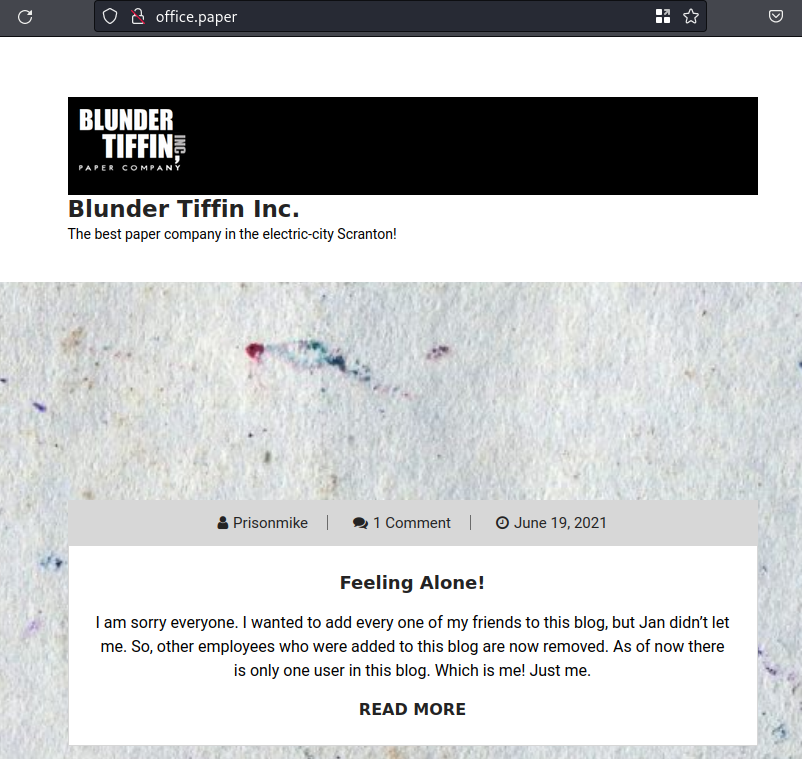 office.paper
BLUNDER
TIFFIN,
INC
PAPER COMPANY
Blunder Tiffin Inc.
The best paper company in the electric-city Scranton!
Prisonmike
1 Comment
June 19, 2021
Feeling Alone!
I am sorry everyone. I wanted to add every one of my friends to this blog, but Jan didn’t let
me. So, other employees who were added to this blog are now removed. As of now there
is only one user in this blog. Which is me! Just me.
READ MORE